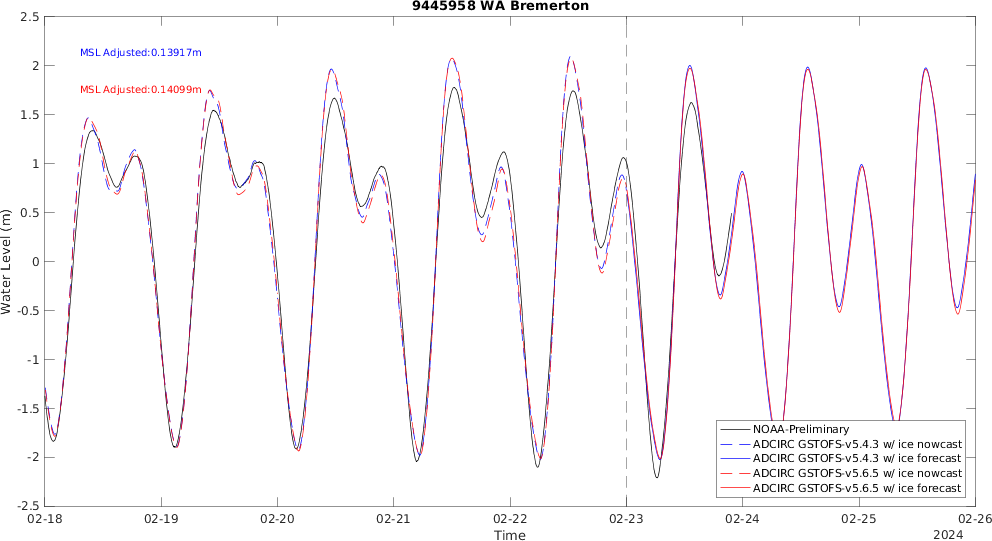 9445958 WA Bremerton
MSL Adjusted:0.13917m
MSL Adjusted:0.14099m
Water Level (m)
2.5
2
1.5
1
0.5
0
-0.5
-1
-1.5
-2
-2.5
NOAA-Preliminary
ADCIRC GSTOFS-v5.4.3 w/ ice nowcast
ADCIRC GSTOFS-v5.4.3 w/ ice forecast
ADCIRC GSTOFS-v5.6.5 w/ ice nowcast
ADCIRC GSTOFS-v5.6.5 w/ ice forecast
02-18 02-19 02-20 02-21 02-22 02-23 02-24 02-25 02-26
Time
2024